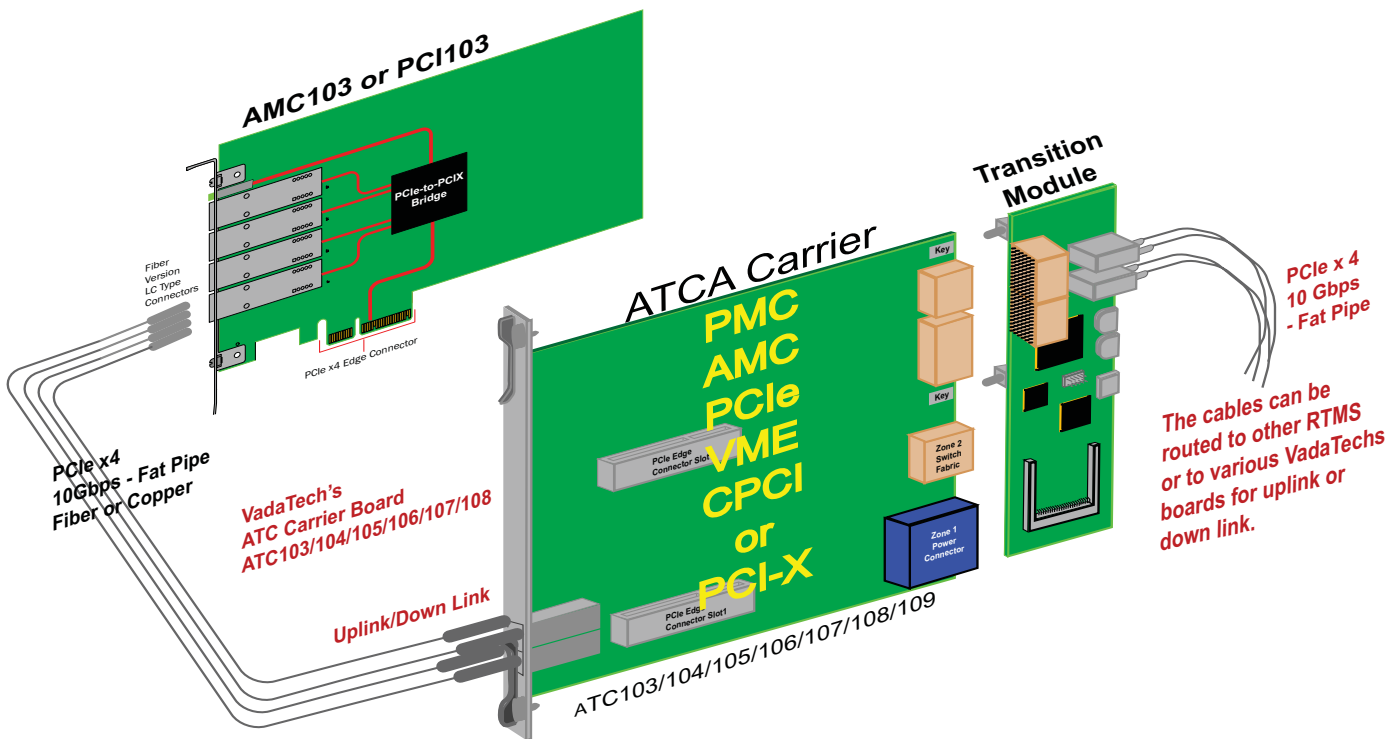 AMC103 or PCI103
PCIe-to-PCIX
Bridge
Fiber
Version
LC Type
Connectors
PCIe x4 Edge Connector
PCIe x4
10Gbps - Fat Pipe
Fiber or Copper
VadaTech's
ATC Carrier Board
ATC103/104/105/106/107/108
Uplink/Down Link
ATCA Carrier
PMC
AMC
PCIe
VME
CPCI
or
PCI-X
PCIe Edge
Connector Slot
PCIe Edge
Connector Slot1
Key
Key
Zone 2
Switch
Fabric
Zone 1
Power
Connector
ATC103/104/105/106/107/108/109
Transition
Module
PCIe x 4
10 Gbps
- Fat Pipe
The cables can be
routed to other RTMS
or to various VadaTechs
boards for uplink or
down link.